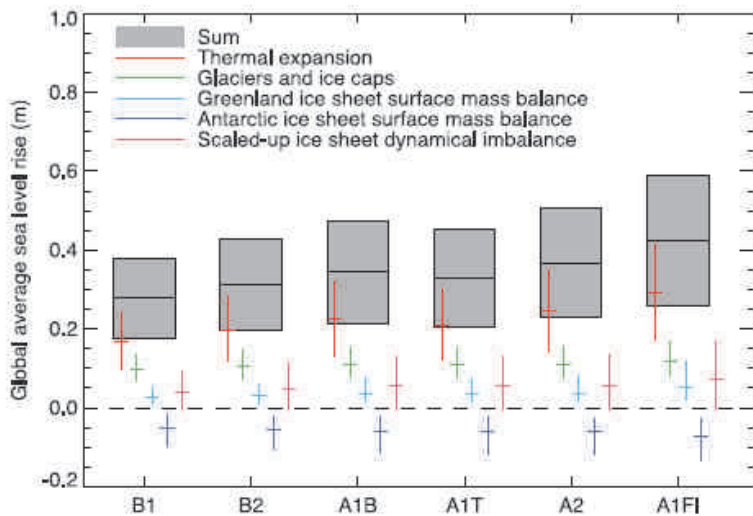 1.0
Sum
Thermal expansion
Glaciers and ice caps
0.8
Greenland ice sheet surface mass balance
Antarctic ice sheet surface mass balance
Scaled-up ice sheet dynamical imbalance
0.6
0.4
0.2
0.0
-0.2
Global average sea level rise (m)
B1 B2 A1B A1T A2 A1FI